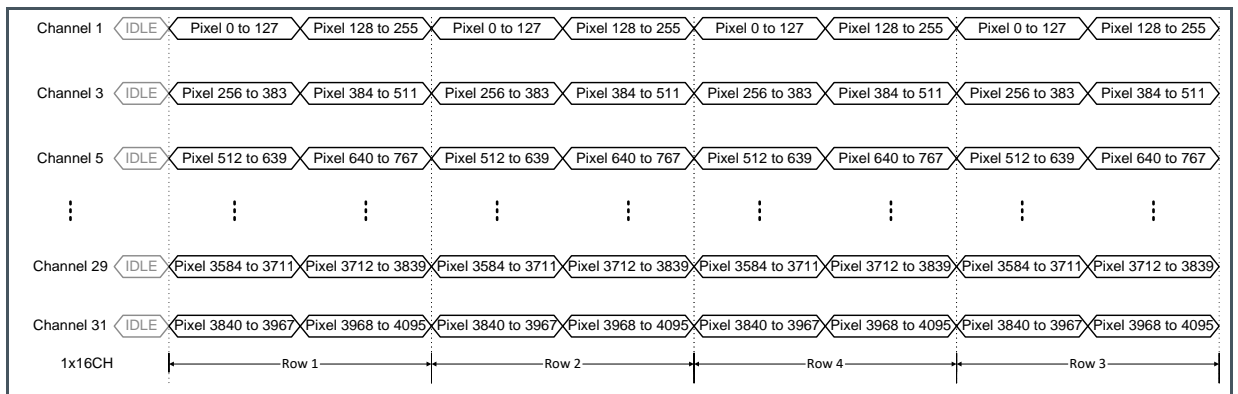 Channel 1 IDLE Pixel 0 to 127 Pixel 128 to 255 Pixel 0 to 127 Pixel 128 to 255 Pixel 0 to 127 Pixel 128 to 255 Pixel 0 to 127 Pixel 128 to 255
Channel 3 IDLE Pixel 256 to 383 Pixel 384 to 511 Pixel 256 to 383 Pixel 384 to 511 Pixel 256 to 383 Pixel 384 to 511 Pixel 256 to 383 Pixel 384 to 511
Channel 5 IDLE Pixel 512 to 639 Pixel 640 to 767 Pixel 512 to 639 Pixel 640 to 767 Pixel 512 to 639 Pixel 640 to 767 Pixel 512 to 639 Pixel 640 to 767
Channel 29 IDLE Pixel 3584 to 3711 Pixel 3712 to 3839 Pixel 3584 to 3711 Pixel 3712 to 3839 Pixel 3584 to 3711 Pixel 3712 to 3839 Pixel 3584 to 3711 Pixel 3712 to 3839
Channel 31 IDLE Pixel 3840 to 3967 Pixel 3968 to 4095 Pixel 3840 to 3967 Pixel 3968 to 4095 Pixel 3840 to 3967 Pixel 3968 to 4095 Pixel 3840 to 3967 Pixel 3968 to 4095
1x16CH Row 1 Row 2 Row 4 Row 3